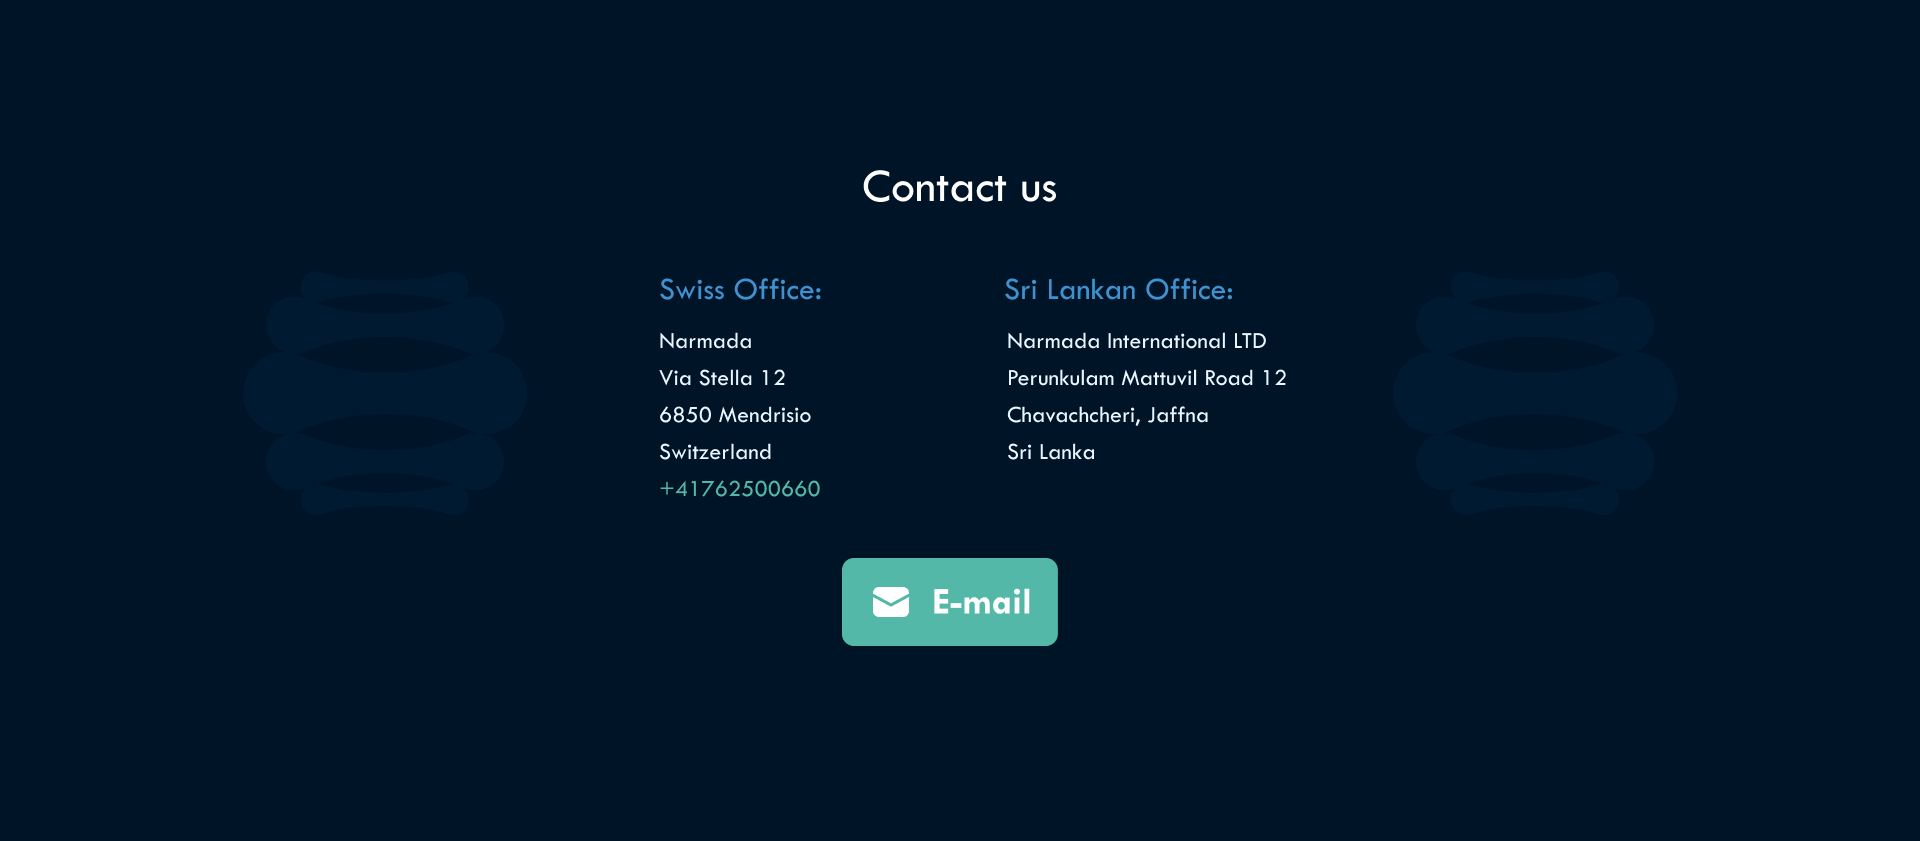 Contact us
Swiss Office:
Narmada
Via Stella 12
6850 Mendrisio
Switzerland
+41762500660
Sri Lankan Office:
Narmada International LTD
Perunkulam Mattuvil Road 12
Chavachcheri, Jaffna
Sri Lanka
E-mail